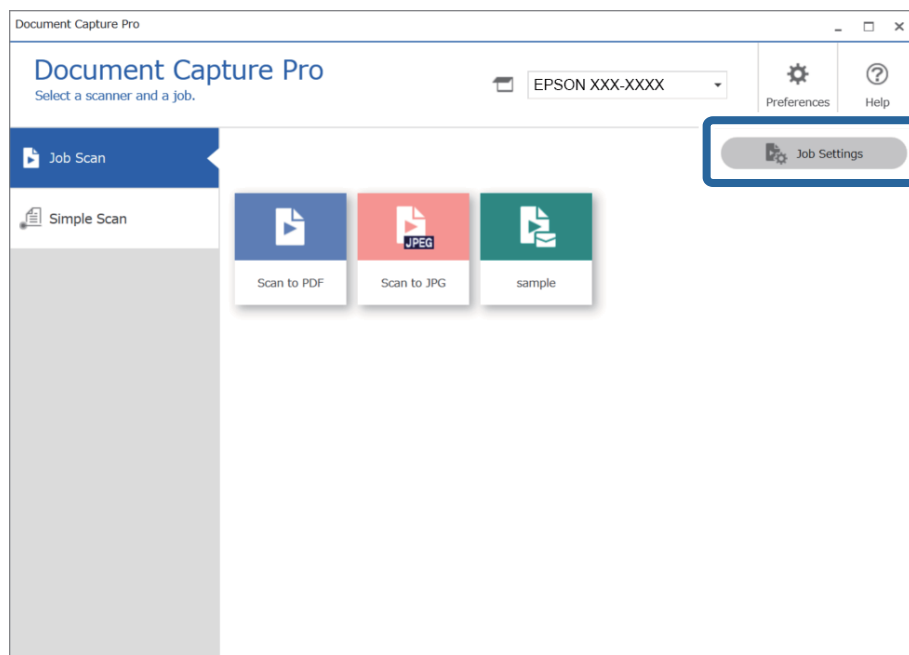 Document Capture Pro
Document Capture Pro
Select a scanner and a job.
EPSON XXX-XXXX
Preferences
Help
Job Scan
Job Settings
Simple Scan
JPEG
Scan to PDF
Scan to JPG
sample